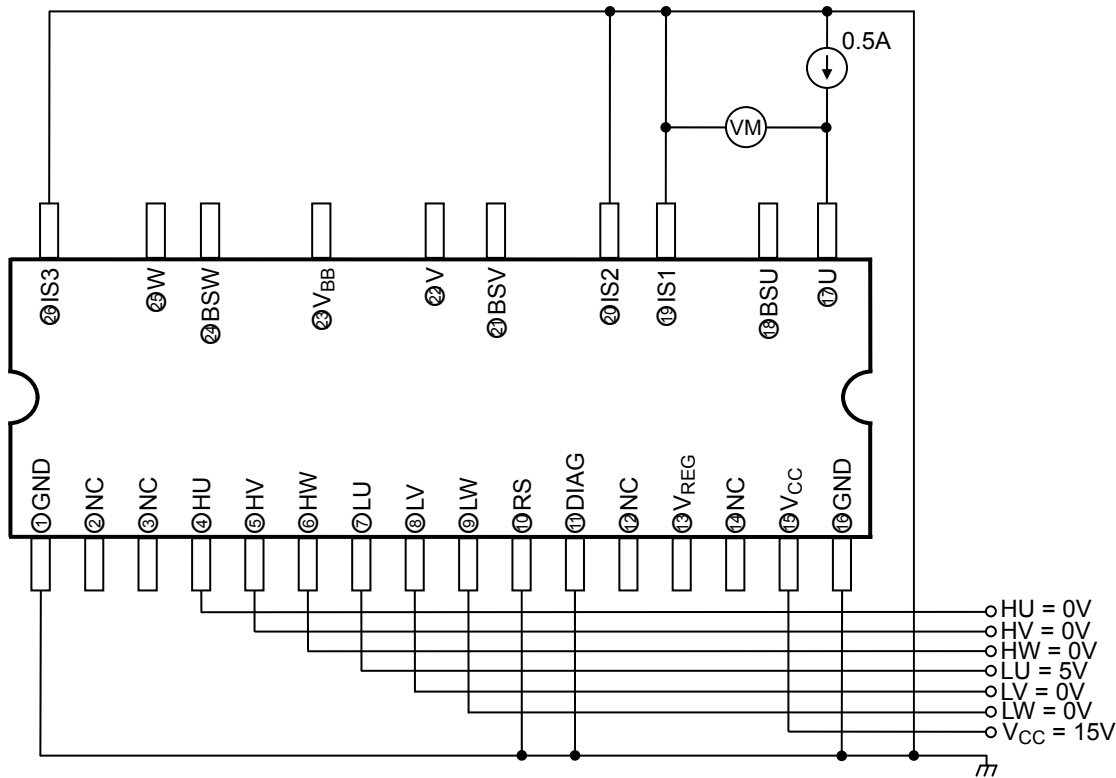 0.5A
VM
㉖IS3
㉕W
㉔BSW
㉓VBB
㉒V
㉑BSV
⑳IS2
⑲IS1
⑱BSU
⑰U
①GND
②NC
③NC
④HU
⑤HV
⑥HW
⑦LU
⑧LV
⑨LW
⑩RS
⑪DIAG
⑫NC
⑬VREG
⑭NC
⑮VCC
⑯GND
HU = 0V
HV = 0V
HW = 0V
LU = 5V
LV = 0V
LW = 0V
VCC = 15V